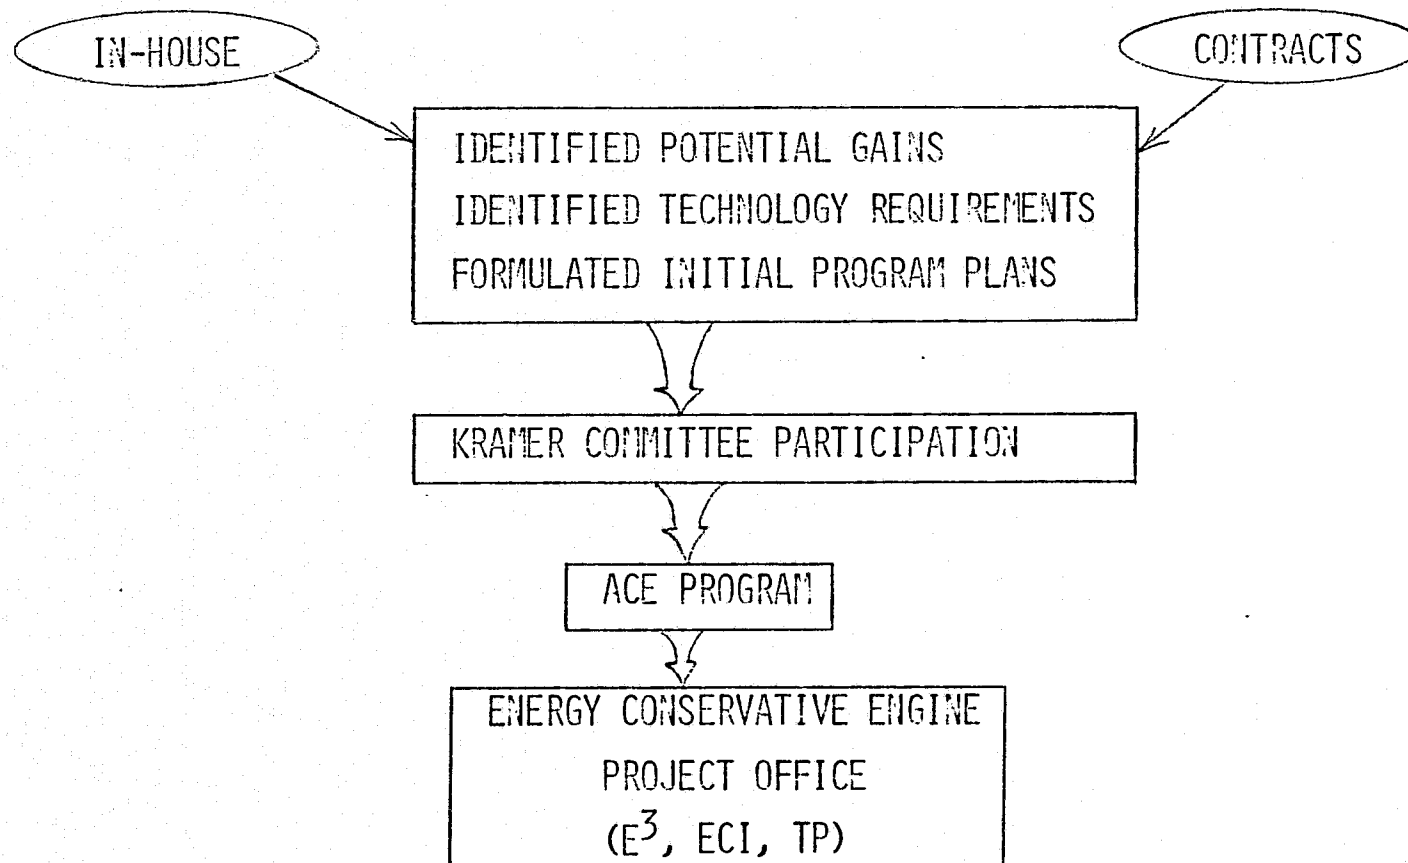 IN-HOUSE
CONTRACTS
IDENTIFIED POTENTIAL GAINS
IDENTIFIED TECHNOLOGY REQUIREMENTS
FORMULATED INITIAL PROGRAM PLANS
KRAMER COMMITTEE PARTICIPATION
ACE PROGRAM
ENERGY CONSERVATIVE ENGINE
PROJECT OFFICE
(E³, ECI, TP)